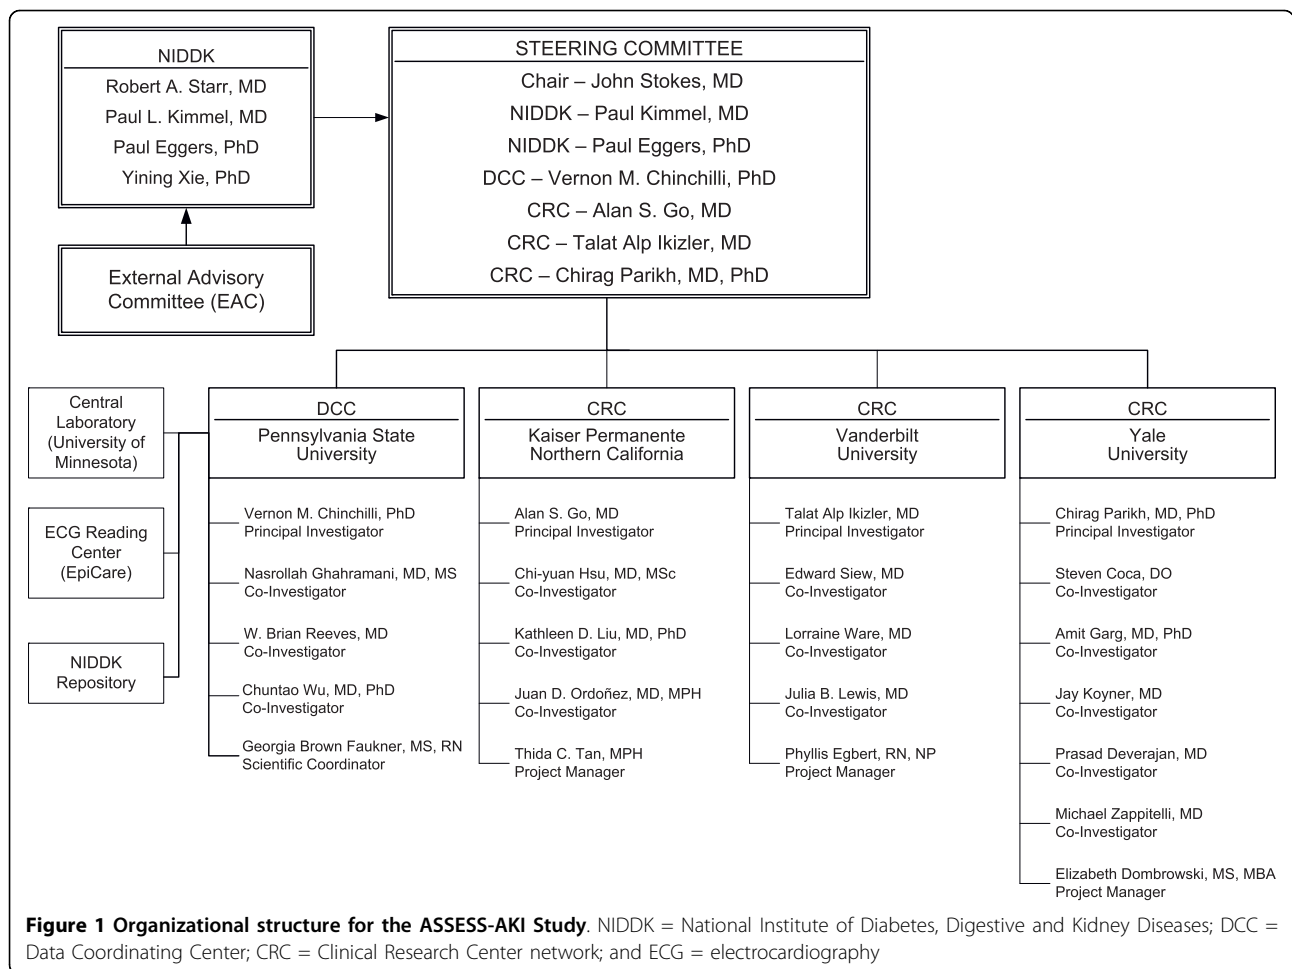 NIDDK
Robert A. Starr, MD
Paul L. Kimmel, MD
Paul Eggers, PhD
Yining Xie, PhD
External Advisory
Committee (EAC)
STEERING COMMITTEE
Chair – John Stokes, MD
NIDDK – Paul Kimmel, MD
NIDDK – Paul Eggers, PhD
DCC – Vernon M. Chinchilli, PhD
CRC – Alan S. Go, MD
CRC – Talat Alp Ikizler, MD
CRC – Chirag Parikh, MD, PhD
Central
Laboratory
(University of
Minnesota)
ECG Reading
Center
(EpiCare)
NIDDK
Repository
DCC
Pennsylvania State
University
Vernon M. Chinchilli, PhD
Principal Investigator
Nasrollah Ghahramani, MD, MS
Co-Investigator
W. Brian Reeves, MD
Co-Investigator
Chuntao Wu, MD, PhD
Co-Investigator
Georgia Brown Faukner, MS, RN
Scientific Coordinator
CRC
Kaiser Permanente
Northern California
Alan S. Go, MD
Principal Investigator
Chi-yuan Hsu, MD, MSc
Co-Investigator
Kathleen D. Liu, MD, PhD
Co-Investigator
Juan D. Ordoñez, MD, MPH
Co-Investigator
Thida C. Tan, MPH
Project Manager
CRC
Vanderbilt
University
Talat Alp Ikizler, MD
Principal Investigator
Edward Siew, MD
Co-Investigator
Lorraine Ware, MD
Co-Investigator
Julia B. Lewis, MD
Co-Investigator
Phyllis Egbert, RN, NP
Project Manager
CRC
Yale
University
Chirag Parikh, MD, PhD
Principal Investigator
Steven Coca, DO
Co-Investigator
Amit Garg, MD, PhD
Co-Investigator
Jay Koyner, MD
Co-Investigator
Prasad Deverajan, MD
Co-Investigator
Michael Zappitelli, MD
Co-Investigator
Elizabeth Dombrowski, MS, MBA
Project Manager
Figure 1 Organizational structure for the ASSESS-AKI Study. NIDDK = National Institute of Diabetes, Digestive and Kidney Diseases; DCC =
Data Coordinating Center; CRC = Clinical Research Center network; and ECG = electrocardiography